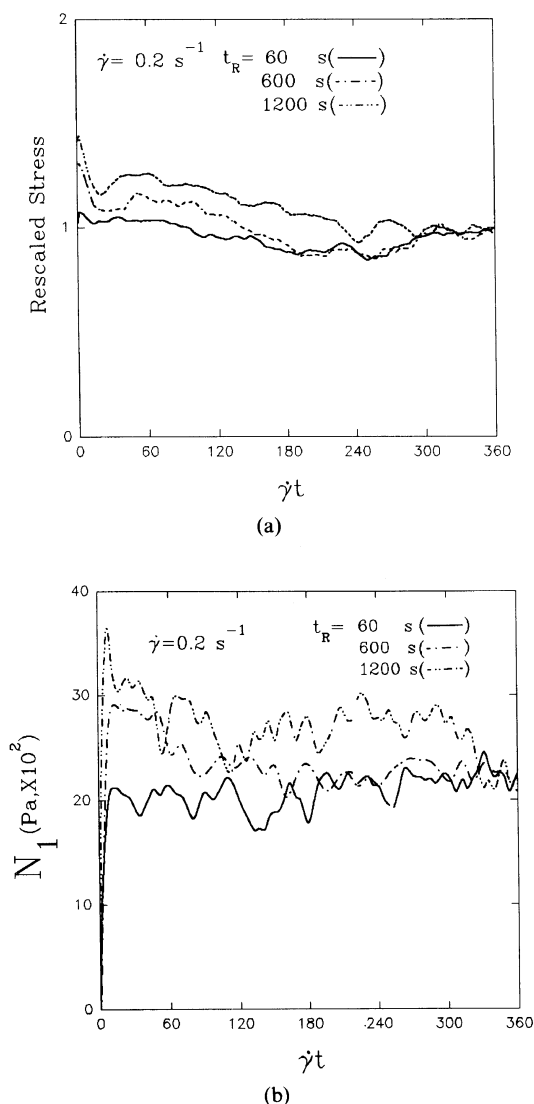 2
γ̇= 0.2 s⁻¹ t_R= 60 s(——)
600 s(-·-·-)
1200 s(-··-··-)
Rescaled Stress
1
0
0 60 120 180 240 300 360
γ̇t
(a)
40
γ̇=0.2 s⁻¹ t_R= 60 s(——)
600 s(-·-·-)
1200 s(-··-··-)
30
N₁(Pa,X10²)
20
10
0
0 60 120 180 240 300 360
γ̇t
(b)